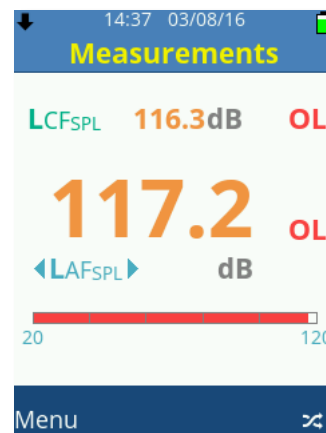 14:37 03/08/16
Measurements
LCFSPL 116.3dB OL
117.2 OL
LAFSPL dB
20 120
Menu